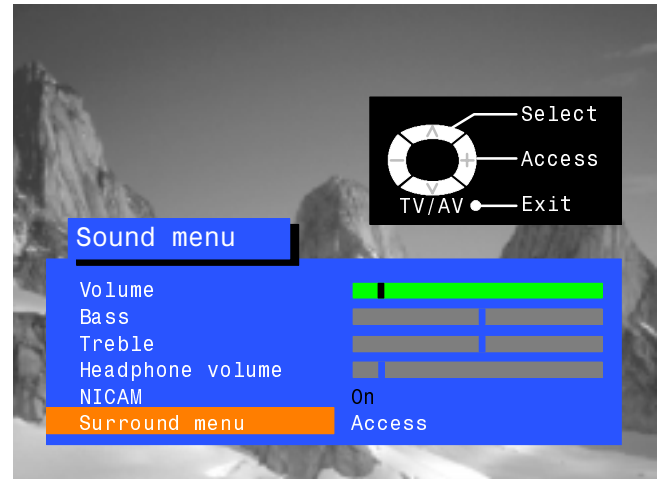 Select
Access
TV/AV Exit
Sound menu
Volume
Bass
Treble
Headphone volume
NICAM On
Surround menu Access